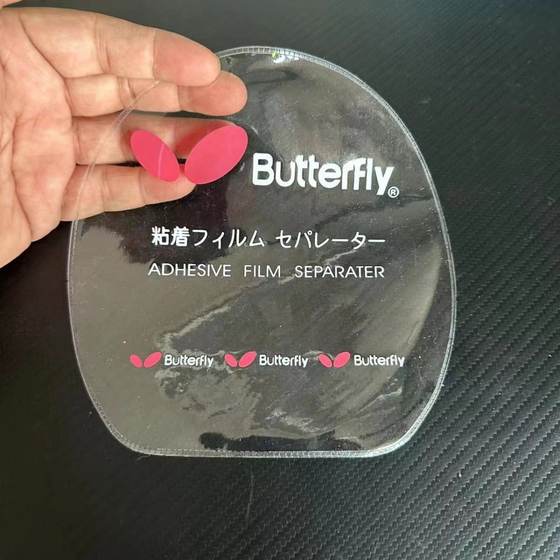 Butterfly®
粘着フィルム セパレーター
ADHESIVE FILM SEPARATER
Butterfly Butterfly Butterfly